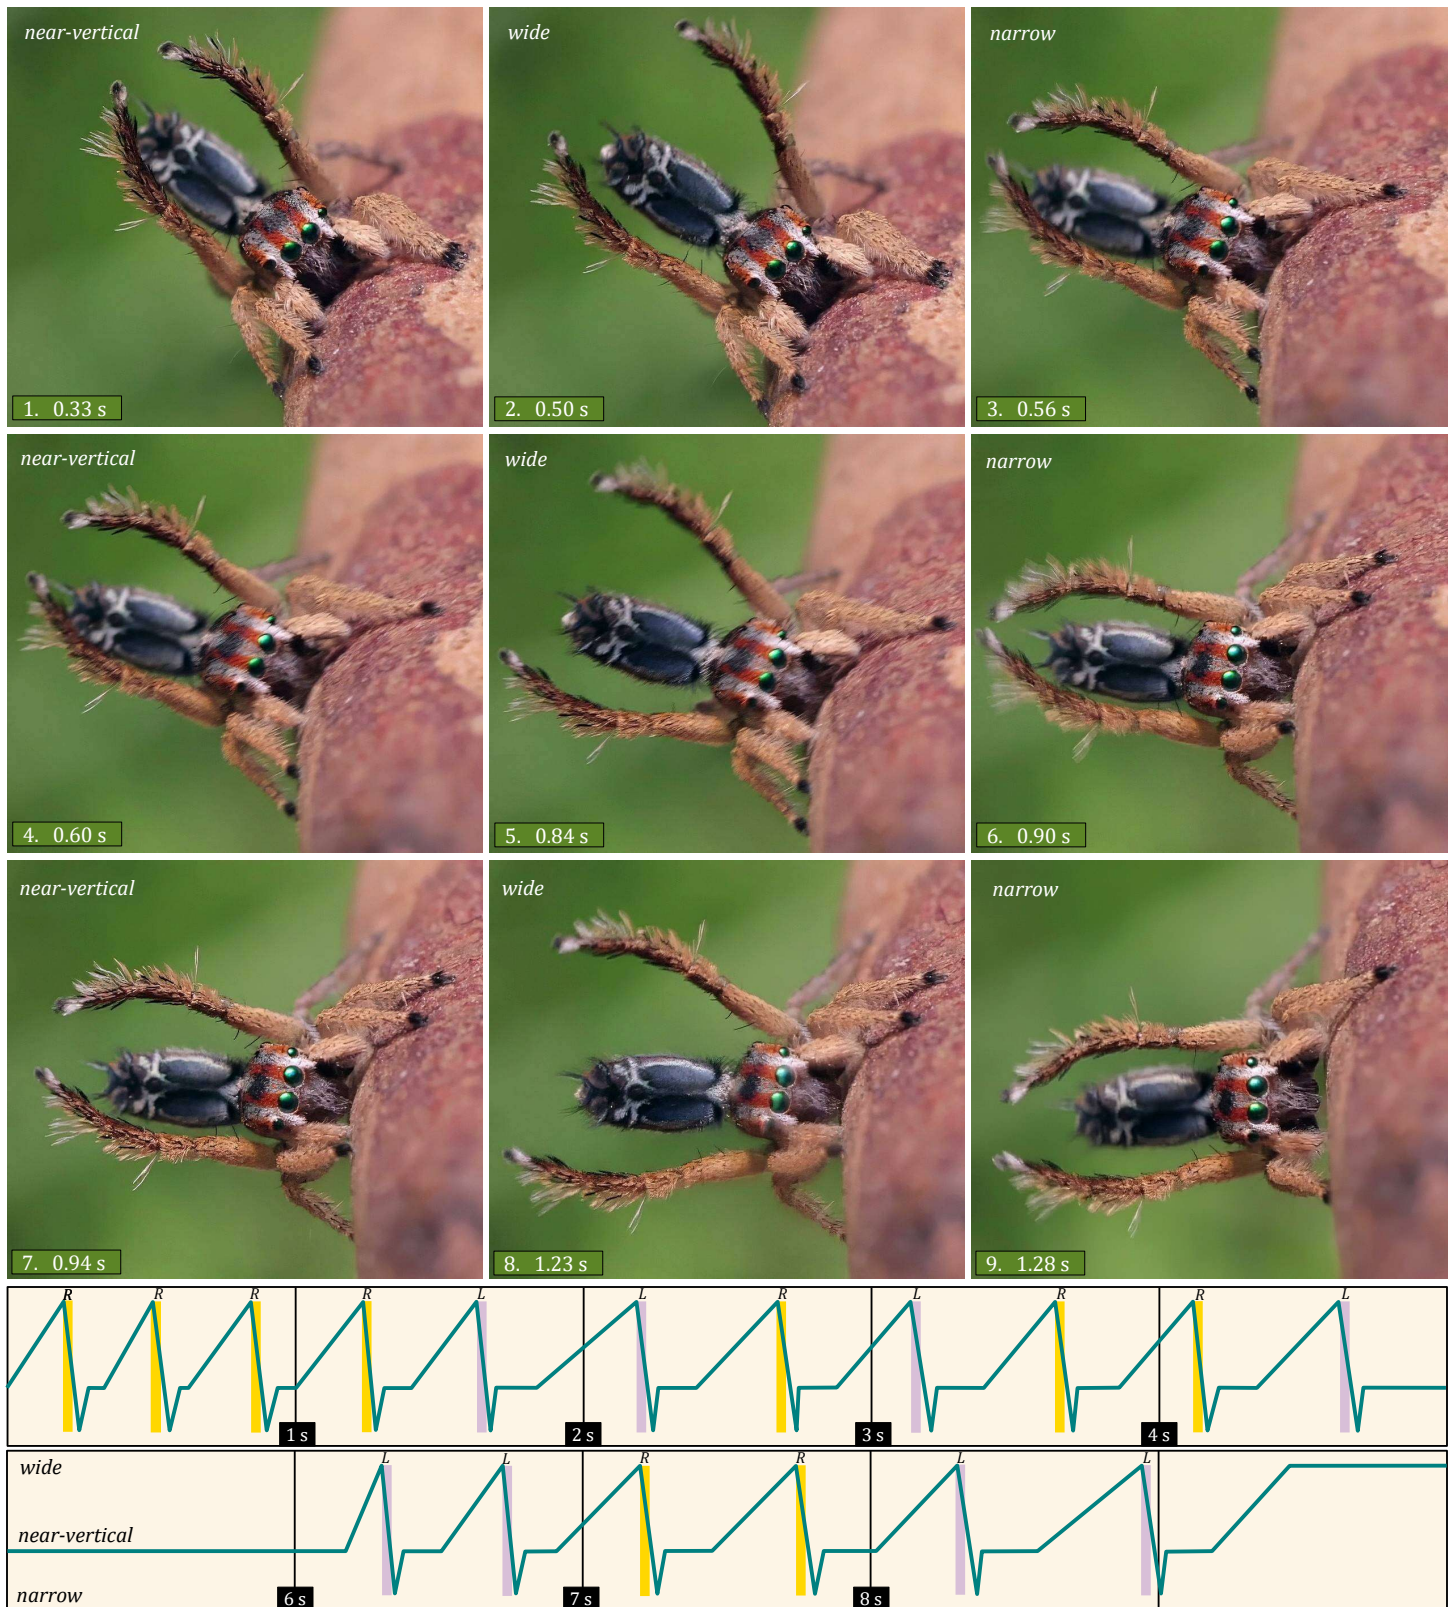 near-vertical
wide
narrow
1. 0.33 s
2. 0.50 s
3. 0.56 s
near-vertical
wide
narrow
4. 0.60 s
5. 0.84 s
6. 0.90 s
near-vertical
wide
narrow
7. 0.94 s
8. 1.23 s
9. 1.28 s
R R R R L L R L R R L
1 s 2 s 3 s 4 s
L L R R L L
wide
near-vertical
narrow
6 s 7 s 8 s